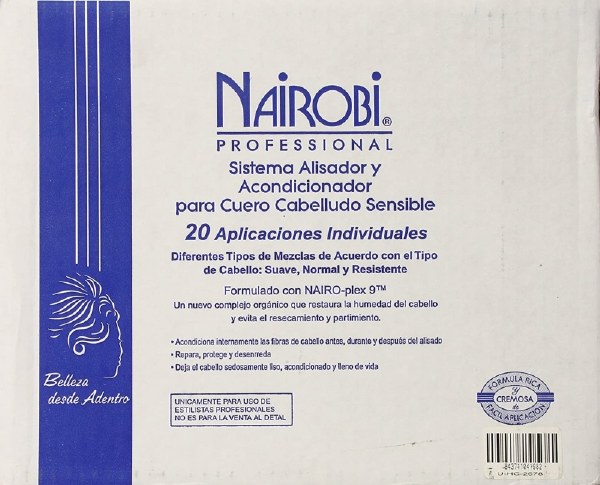 NAIROBI®
PROFESSIONAL
Sistema Alisador y
Acondicionador
para Cuero Cabelludo Sensible
20 Aplicaciones Individuales
Diferentes Tipos de Mezclas de Acuerdo con el Tipo
de Cabello: Suave, Normal y Resistente
Formulado con NAIRO-plex 9™
Un nuevo complejo orgánico que restaura la humedad del cabello
y evita el resecamiento y partimiento.
• Acondiciona internamente las fibras de cabello antes, durante y después del alisado
• Repara, protege y desenreda
• Deja el cabello sedosamente liso, acondicionado y lleno de vida
Belleza
desde Adentro
UNICAMENTE PARA USO DE
ESTILISTAS PROFESIONALES
NO ES PARA LA VENTA AL DETAL
FORMULA RICA
y
CREMOSA
de
FACIL APLICACIÓN